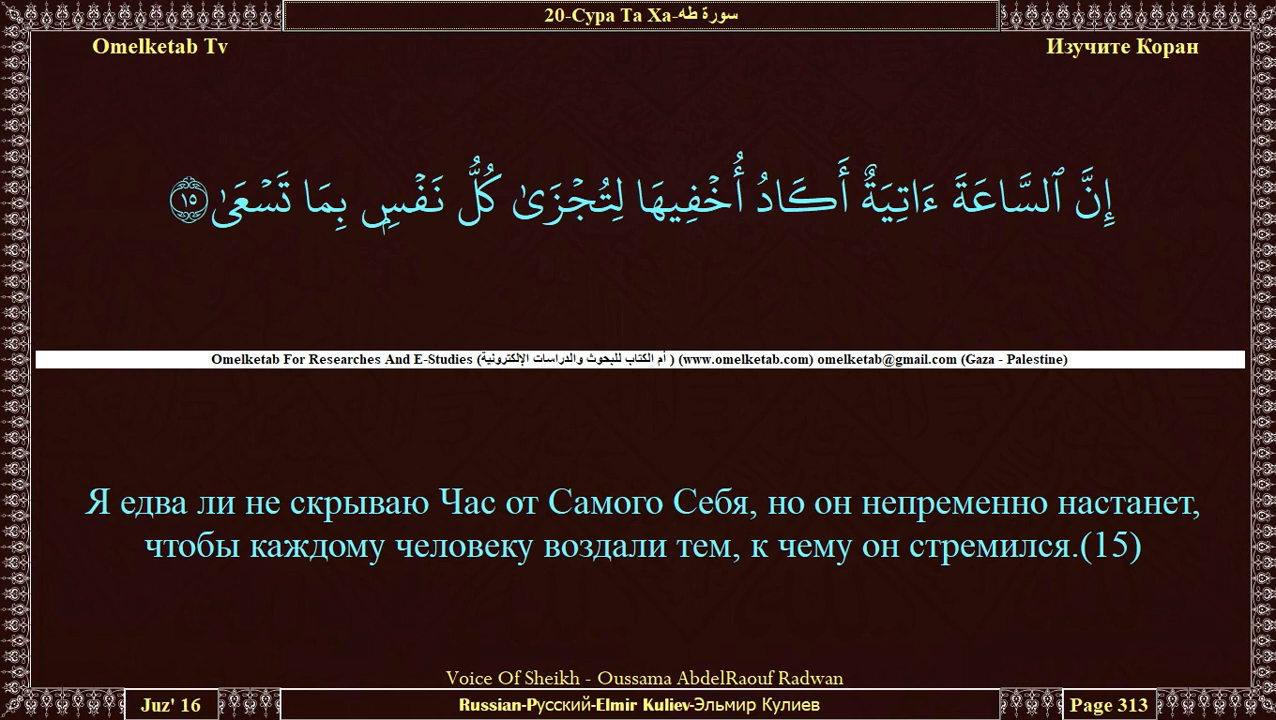 20-Сура Та Ха-سورة طه
Omelketab Tv
Изучите Коран
إِنَّ ٱلسَّاعَةَ ءَاتِيَةٌ أَكَادُ أُخْفِيهَا لِتُجْزَىٰ كُلُّ نَفْسٍۭ بِمَا تَسْعَىٰ ١٥
Omelketab For Researches And E-Studies (أم الكتاب للبحوث والدراسات الإلكترونية ) (www.omelketab.com) omelketab@gmail.com (Gaza - Palestine)
Я едва ли не скрываю Час от Самого Себя, но он непременно настанет,
чтобы каждому человеку воздали тем, к чему он стремился.(15)
Voice Of Sheikh - Oussama AbdelRaouf Radwan
Juz' 16
Russian-Русский-Elmir Kuliev-Эльмир Кулиев
Page 313